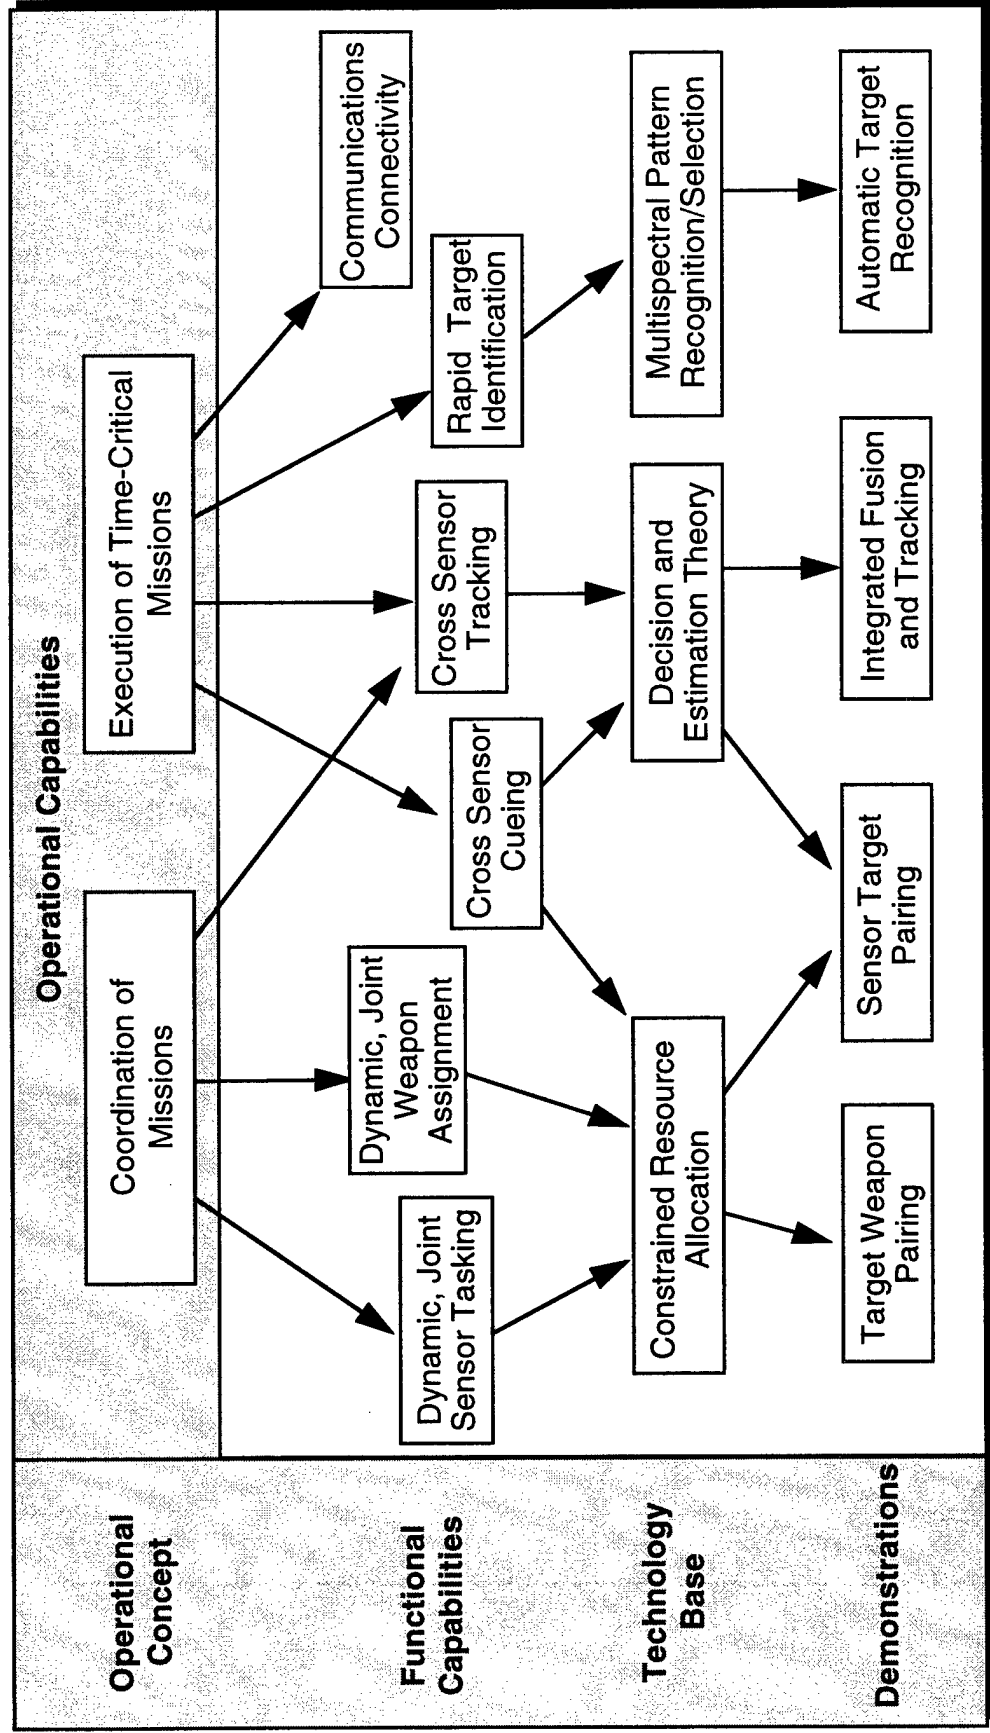 Operational Capabilities
Operational
Concept
Coordination of
Missions
Execution of Time-Critical
Missions
Functional
Capabilities
Dynamic, Joint
Sensor Tasking
Dynamic, Joint
Weapon
Assignment
Cross Sensor
Cueing
Cross Sensor
Tracking
Rapid Target
Identification
Communications
Connectivity
Technology
Base
Constrained Resource
Allocation
Decision and
Estimation Theory
Multispectral Pattern
Recognition/Selection
Demonstrations
Target Weapon
Pairing
Sensor Target
Pairing
Integrated Fusion
and Tracking
Automatic Target
Recognition